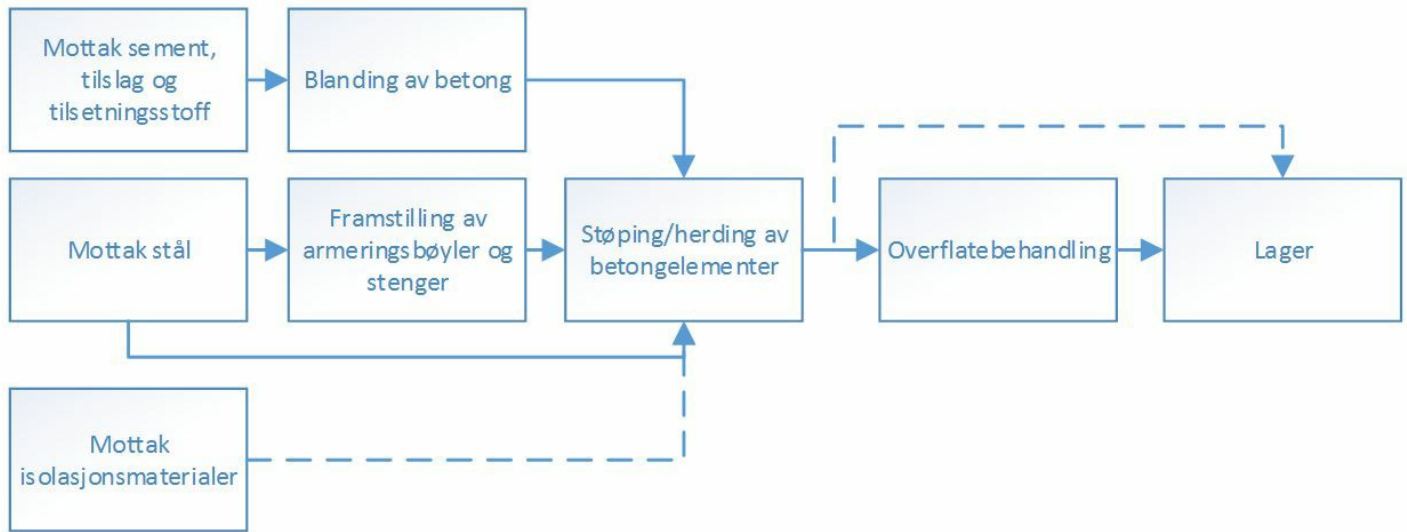 Mottak sement,
tilslag og
tilsetningsstoff
Blanding av betong
Mottak stål
Framstilling av
armeringsbøyler og
stenger
Støping/herding av
betongelementer
Overflatebehandling
Lager
Mottak
isolasjonsmaterialer